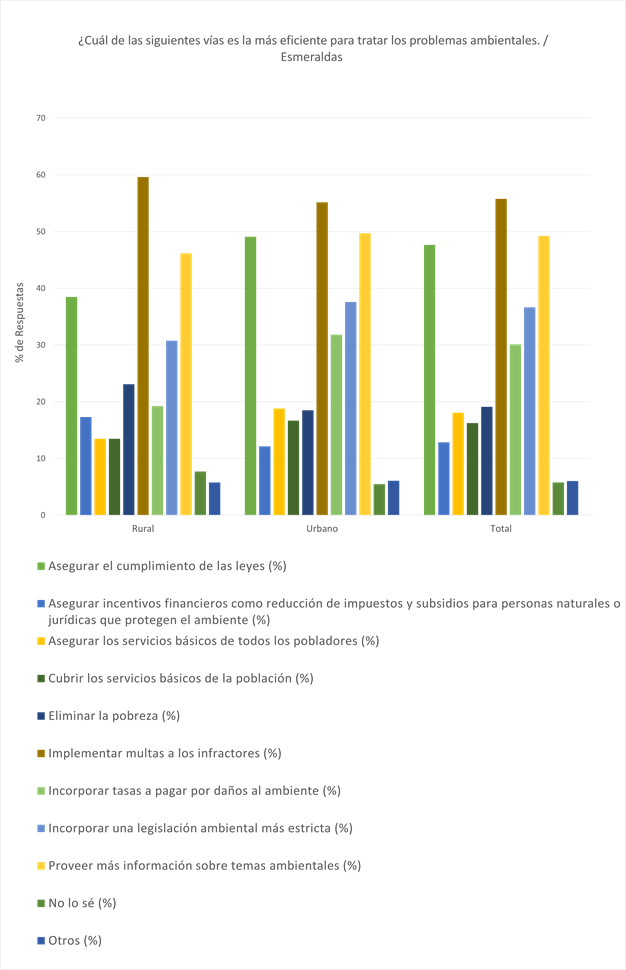 ¿Cuál de las siguientes vías es la más eficiente para tratar los problemas ambientales. /
Esmeraldas
70
60
50
40
30
20
10
0
% de Respuestas
Rural
Urbano
Total
Asegurar el cumplimiento de las leyes (%)
Asegurar incentivos financieros como reducción de impuestos y subsidios para personas naturales o
jurídicas que protegen el ambiente (%)
Asegurar los servicios básicos de todos los pobladores (%)
Cubrir los servicios básicos de la población (%)
Eliminar la pobreza (%)
Implementar multas a los infractores (%)
Incorporar tasas a pagar por daños al ambiente (%)
Incorporar una legislación ambiental más estricta (%)
Proveer más información sobre temas ambientales (%)
No lo sé (%)
Otros (%)